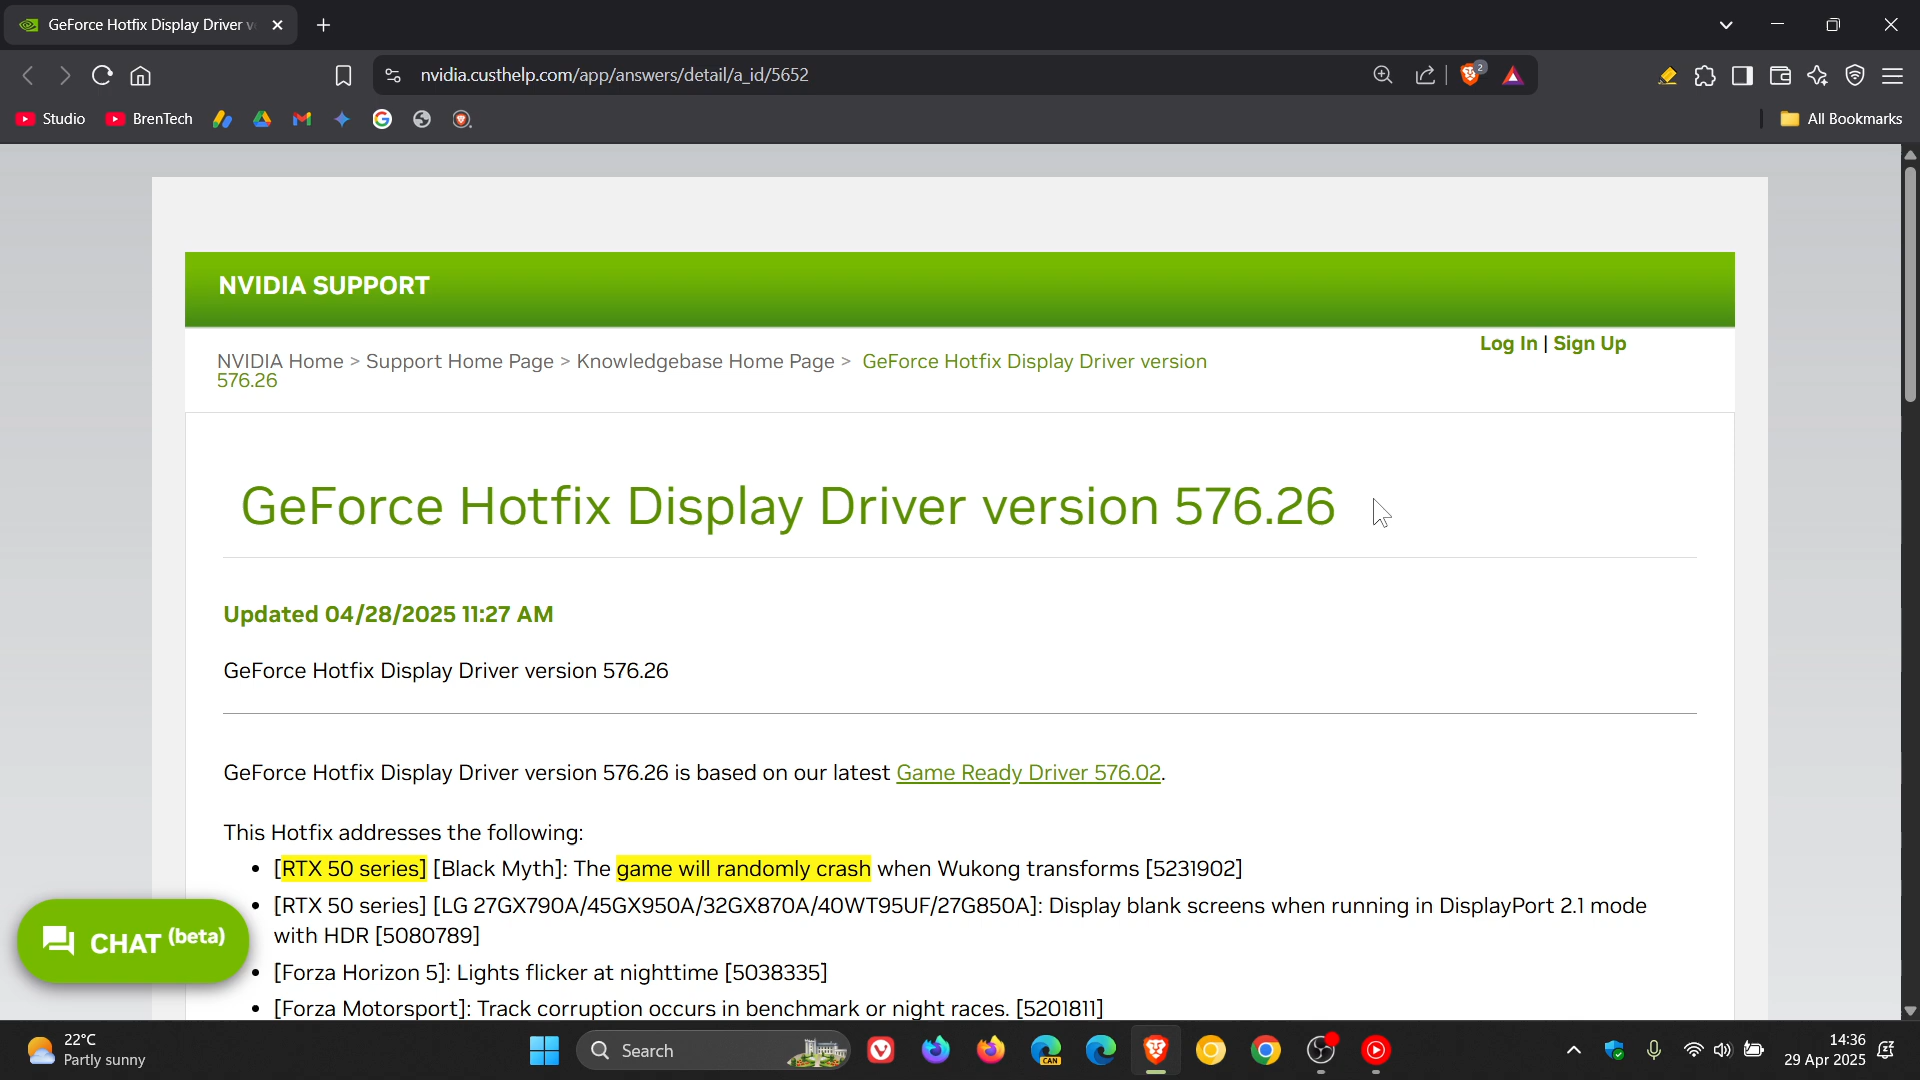 GeForce Hotfix Display Driver v
nvidia.custhelp.com/app/answers/detail/a_id/5652
2
Studio
BrenTech
All Bookmarks
NVIDIA SUPPORT
Log In | Sign Up
NVIDIA Home > Support Home Page > Knowledgebase Home Page > GeForce Hotfix Display Driver version
576.26
GeForce Hotfix Display Driver version 576.26
Updated 04/28/2025 11:27 AM
GeForce Hotfix Display Driver version 576.26
GeForce Hotfix Display Driver version 576.26 is based on our latest Game Ready Driver 576.02.
This Hotfix addresses the following:
• [RTX 50 series] [Black Myth]: The game will randomly crash when Wukong transforms [5231902]
• [RTX 50 series] [LG 27GX790A/45GX950A/32GX870A/40WT95UF/27G850A]: Display blank screens when running in DisplayPort 2.1 mode
with HDR [5080789]
• [Forza Horizon 5]: Lights flicker at nighttime [5038335]
• [Forza Motorsport]: Track corruption occurs in benchmark or night races. [5201811]
CHAT (beta)
22°C
Partly sunny
Search
CAN
14:36
29 Apr 2025